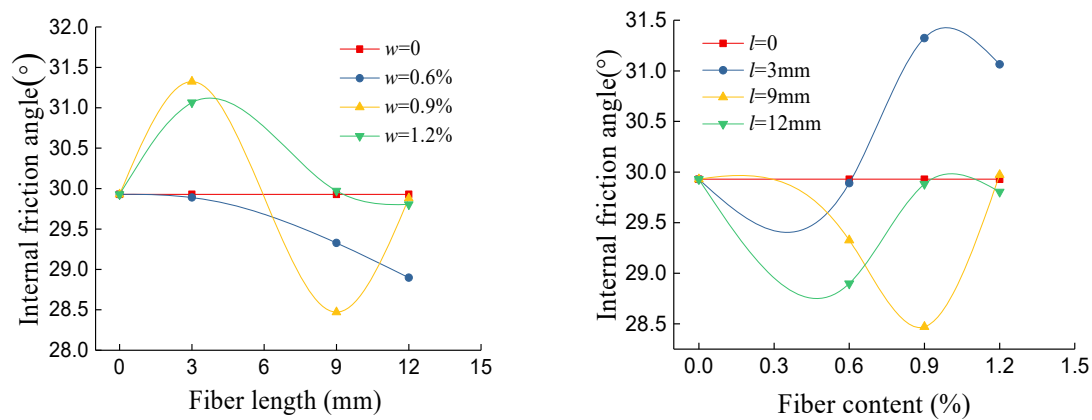 32.0
31.5
31.0
30.5
30.0
29.5
29.0
28.5
28.0
Internal friction angle(°)
w=0
w=0.6%
w=0.9%
w=1.2%
0
3
6
9
12
15
Fiber length (mm)
31.5
31.0
30.5
30.0
29.5
29.0
28.5
Internal friction angle(°)
l=0
l=3mm
l=9mm
l=12mm
0.0
0.3
0.6
0.9
1.2
1.5
Fiber content (%)